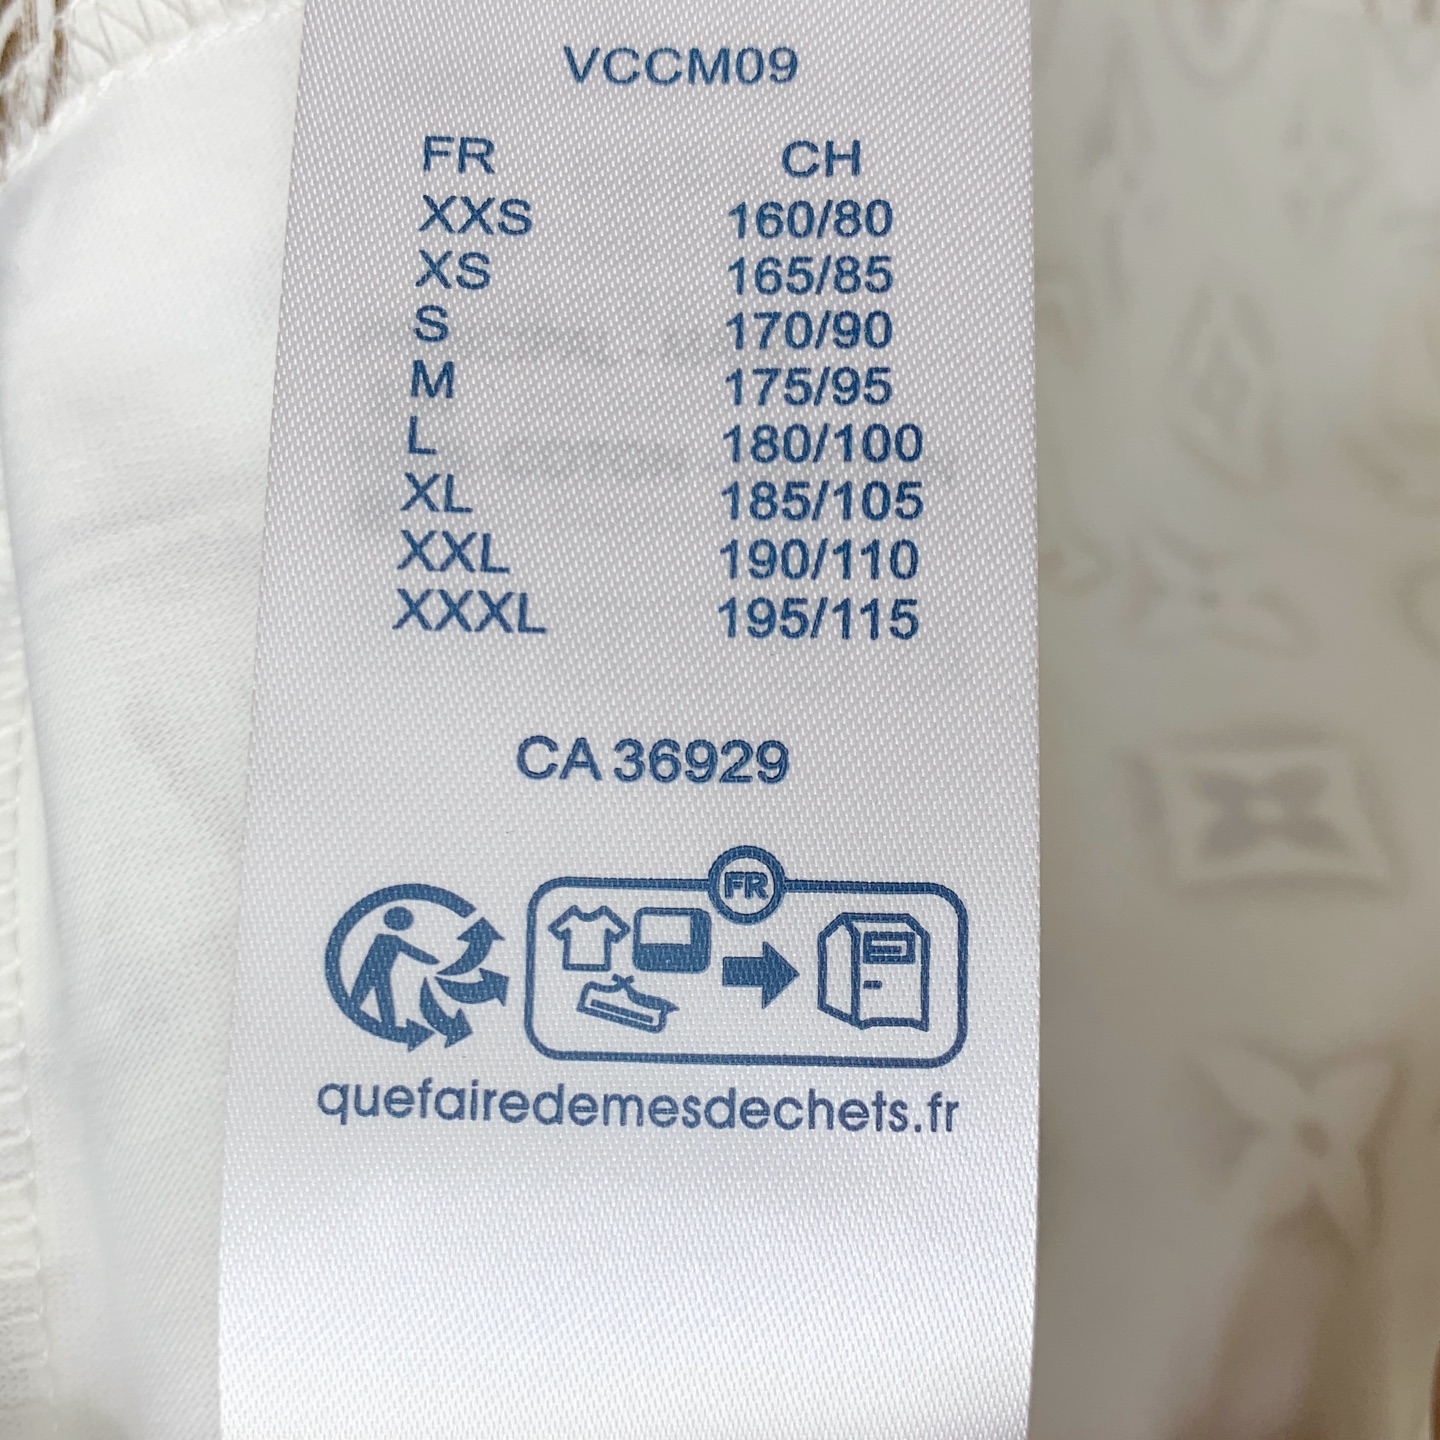 VCCM09
FR CH
XXS 160/80
XS 165/85
S 170/90
M 175/95
L 180/100
XL 185/105
XXL 190/110
XXXL 195/115
CA 36929
FR
quefairedemesdechets.fr